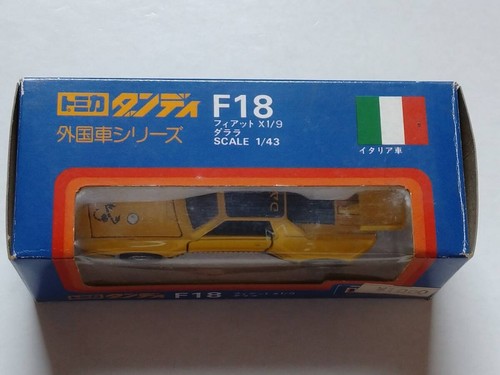 トミカ ダンディ F18
フィアット X1/9
ダラーラ
外国車シリーズ
SCALE 1/43
イタリア車
トミカ ダンディ F18